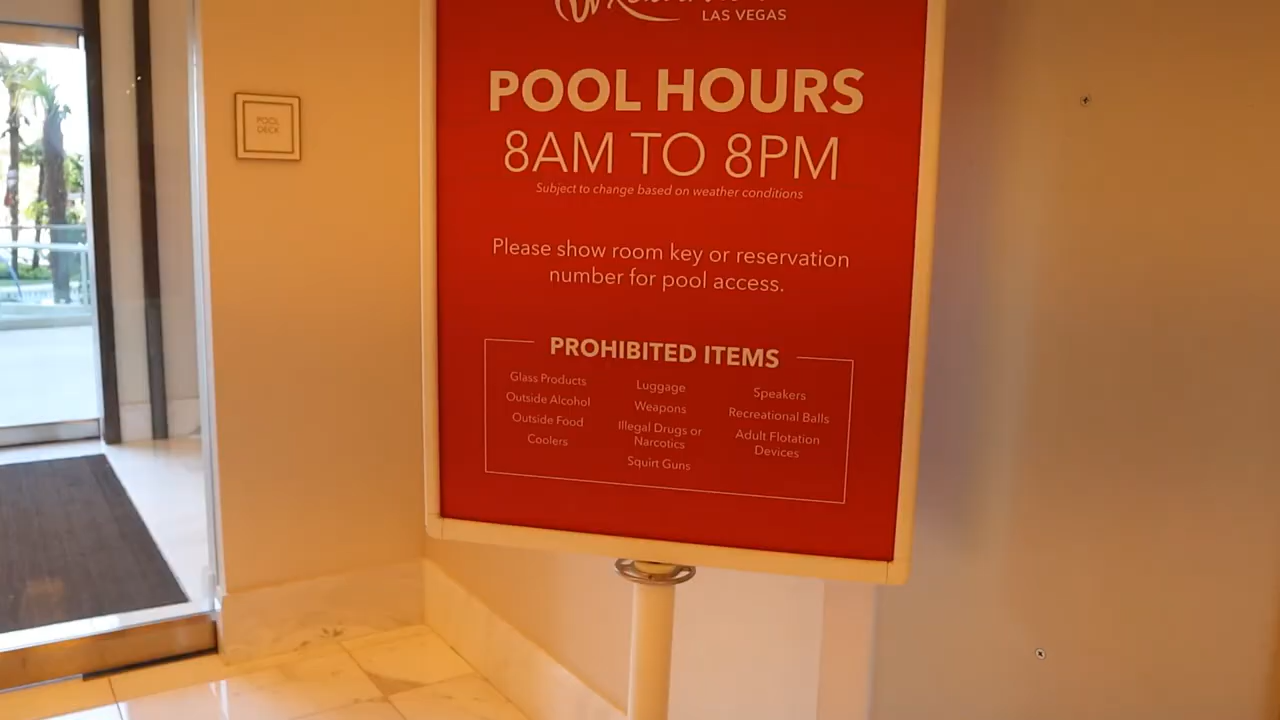 LAS VEGAS
POOL HOURS
8AM TO 8PM
Subject to change based on weather conditions
Please show room key or reservation
number for pool access.
PROHIBITED ITEMS
Glass Products
Outside Alcohol
Outside Food
Coolers
Luggage
Weapons
Illegal Drugs or
Narcotics
Squirt Guns
Speakers
Recreational Balls
Adult Flotation
Devices
POOL
DECK